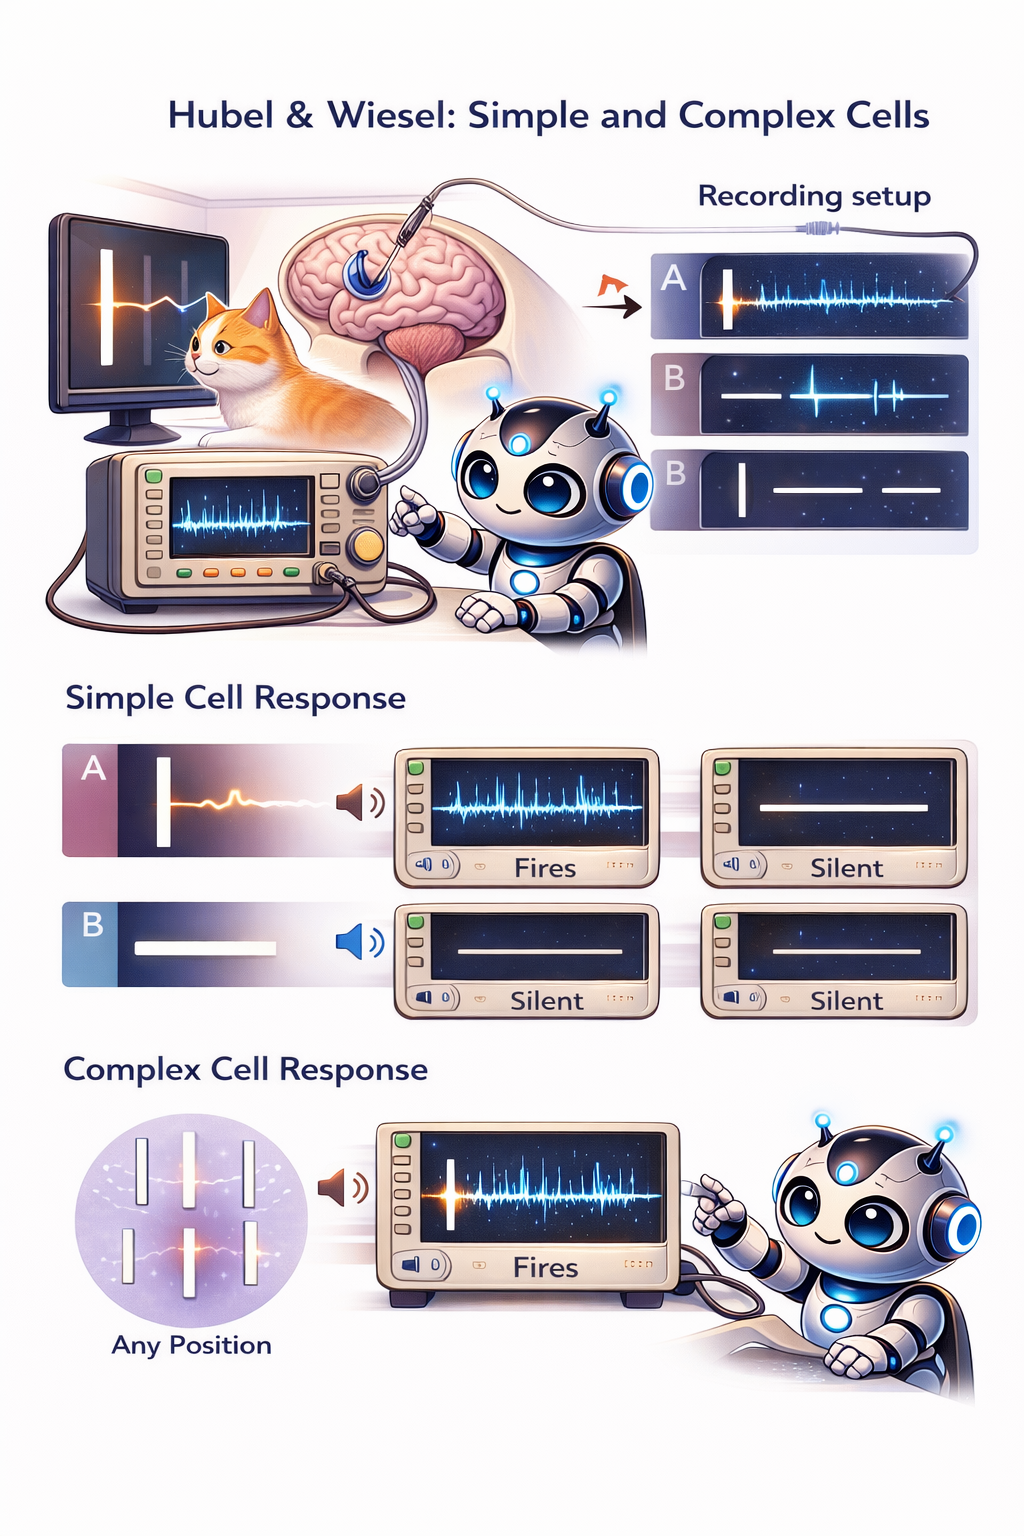 Hubel & Wiesel: Simple and Complex Cells
Recording setup
A
B
B
Simple Cell Response
A
Fires
Silent
B
Silent
Silent
Complex Cell Response
Fires
Any Position